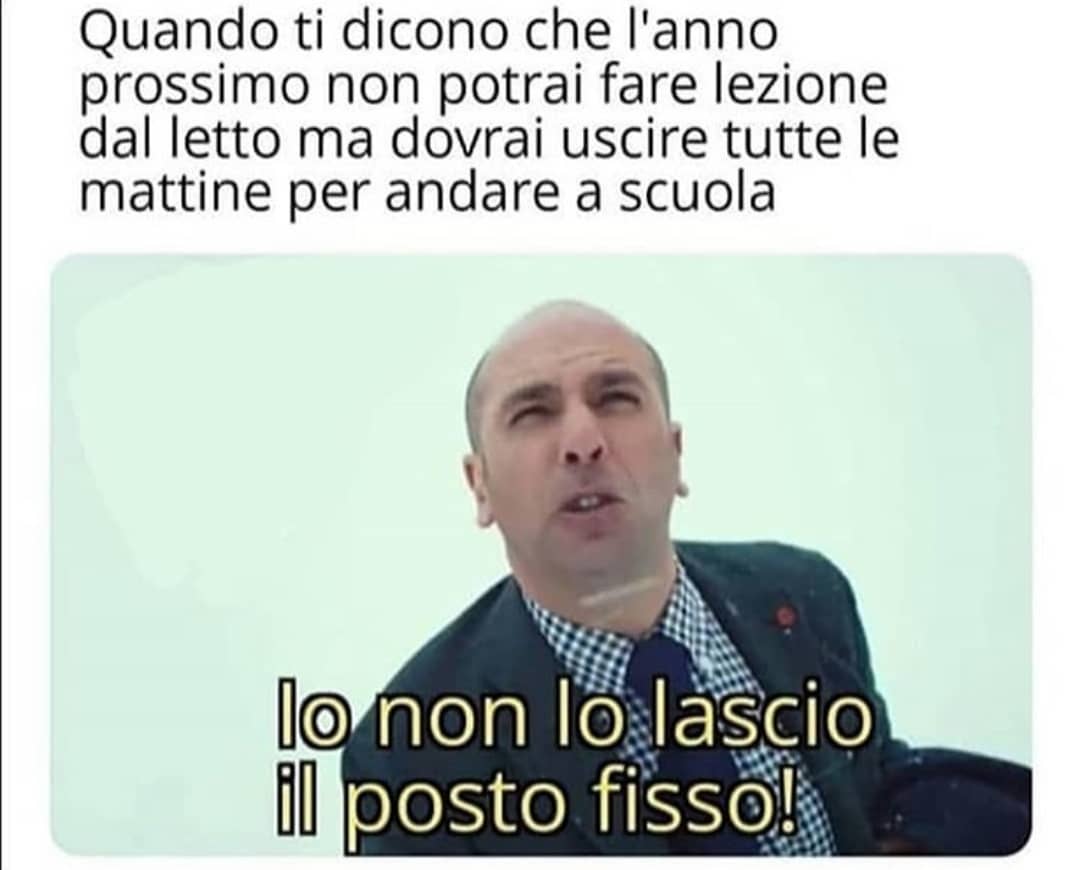 Quando ti dicono che l'anno
prossimo non potrai fare lezione
dal letto ma dovrai uscire tutte le
mattine per andare a scuola
Io non lo lascio
il posto fisso!